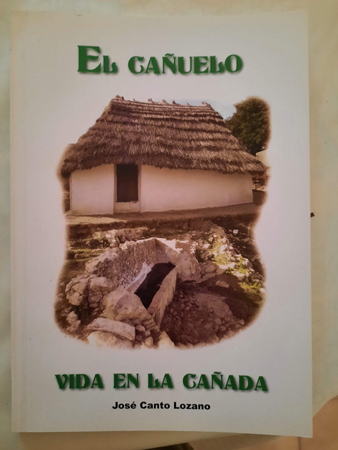 EL CAÑUELO
VIDA EN LA CAÑADA
José Canto Lozano